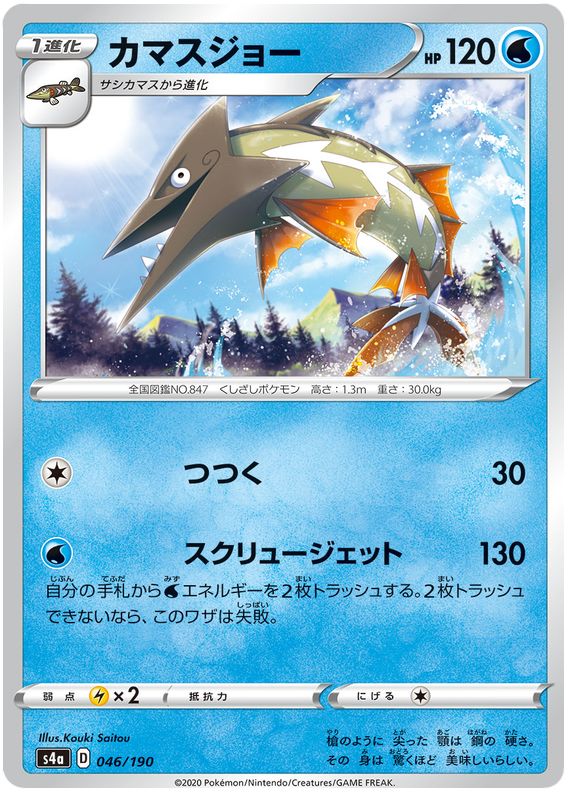 1進化
カマスジョー
HP120
サシカマスから進化
全国図鑑NO.847 くしざしポケモン 高さ:1.3m 重さ:30.0kg
つつく 30
スクリュージェット 130
自分の手札からエネルギーを2枚トラッシュする。2枚トラッシュ
できないなら、このワザは失敗。
弱点 ×2 抵抗力 にげる
Illus.Kouki Saitou
s4a D 046/190
槍のように 尖った 顎は 鋼の 硬さ。
その 身は 驚くほど 美味しいらしい。
©2020 Pokémon/Nintendo/Creatures/GAME FREAK.